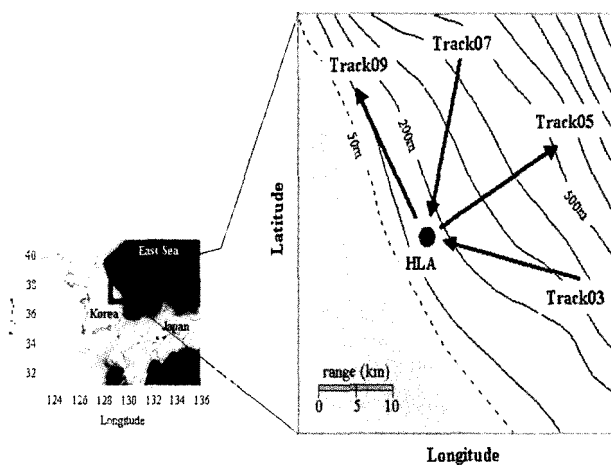 Track07
Track09
Track05
50m
200m
500m
Latitude
HLA
Track03
range (km)
0 5 10
Longitude
East Sea
Korea
Japan
40
38
36
34
32
124 126 128 130 132 134 136
Longitude